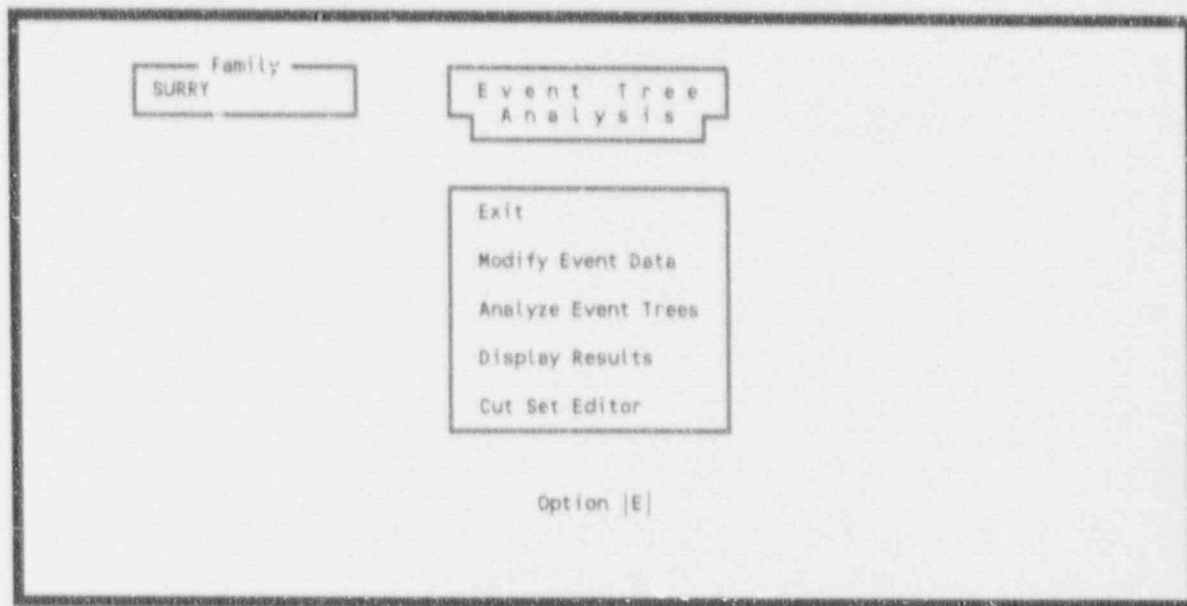 Family
SURRY
Event Tree
Analysis
Exit
Modify Event Data
Analyze Event Trees
Display Results
Cut Set Editor
Option |E|